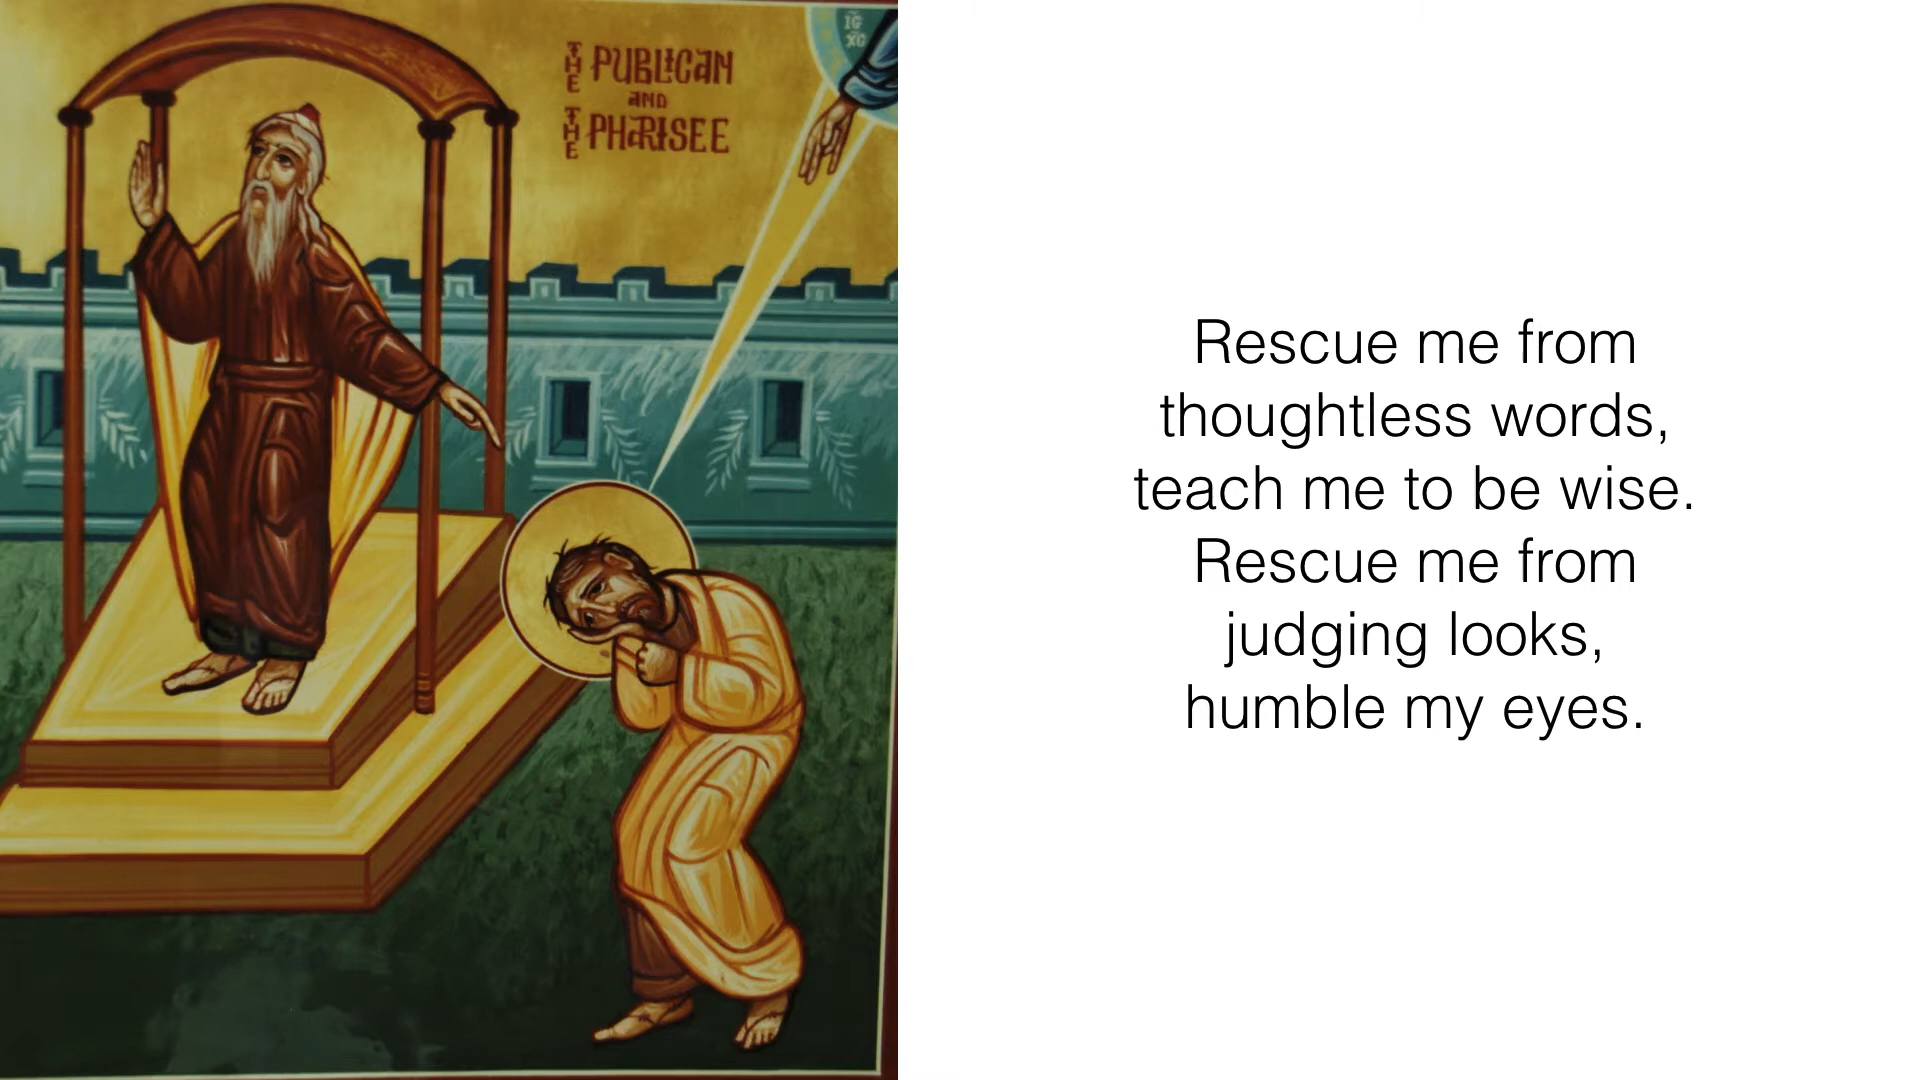 THE PUBLICAN
AND
THE PHARISEE
IC
XC
Rescue me from
thoughtless words,
teach me to be wise.
Rescue me from
judging looks,
humble my eyes.